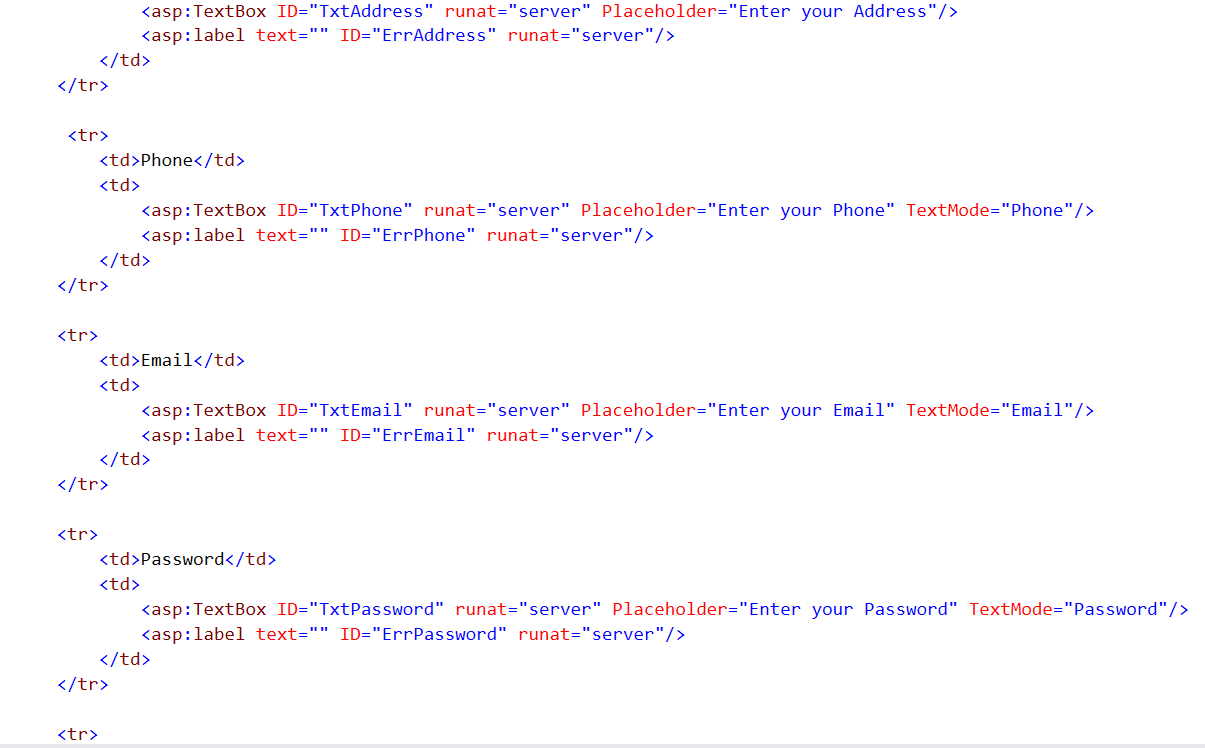 <asp:TextBox ID="TxtAddress" runat="server" Placeholder="Enter your Address"/>
<asp:label text="" ID="ErrAddress" runat="server"/>
</td>
</tr>
<tr>
<td>Phone</td>
<td>
<asp:TextBox ID="TxtPhone" runat="server" Placeholder="Enter your Phone" TextMode="Phone"/>
<asp:label text="" ID="ErrPhone" runat="server"/>
</td>
</tr>
<tr>
<td>Email</td>
<td>
<asp:TextBox ID="TxtEmail" runat="server" Placeholder="Enter your Email" TextMode="Email"/>
<asp:label text="" ID="ErrEmail" runat="server"/>
</td>
</tr>
<tr>
<td>Password</td>
<td>
<asp:TextBox ID="TxtPassword" runat="server" Placeholder="Enter your Password" TextMode="Password"/>
<asp:label text="" ID="ErrPassword" runat="server"/>
</td>
</tr>
<tr>